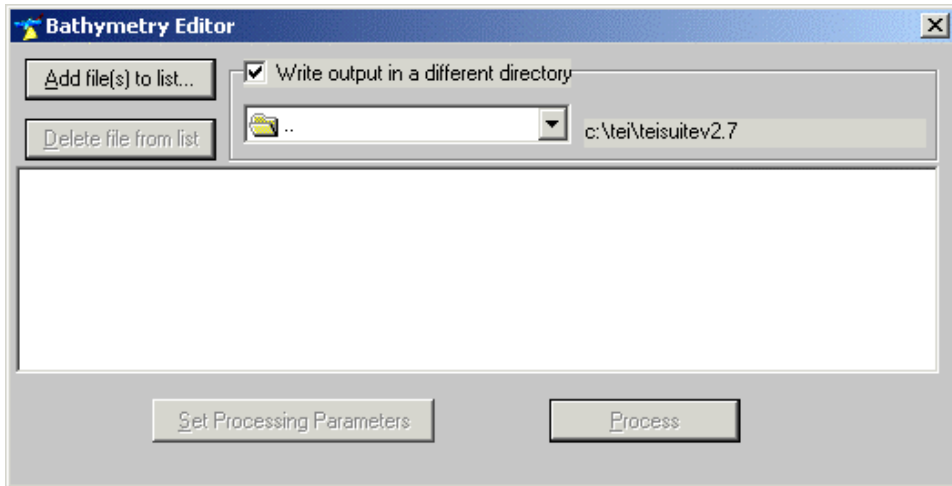 Bathymetry Editor
Add file(s) to list...
Write output in a different directory
..
c:\tei\teisuitev2.7
Delete file from list
Set Processing Parameters
Process